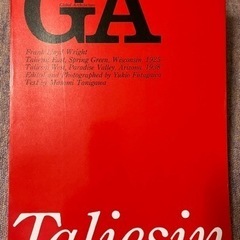 GA
Frank Lloyd Wright
Taliesin East, Spring Green, Wisconsin, 1925
Taliesin West, Paradise Valley, Arizona, 1938
Edited and Photographed by Yukio Futagawa
Text by Masami Tanigawa
Taliesin